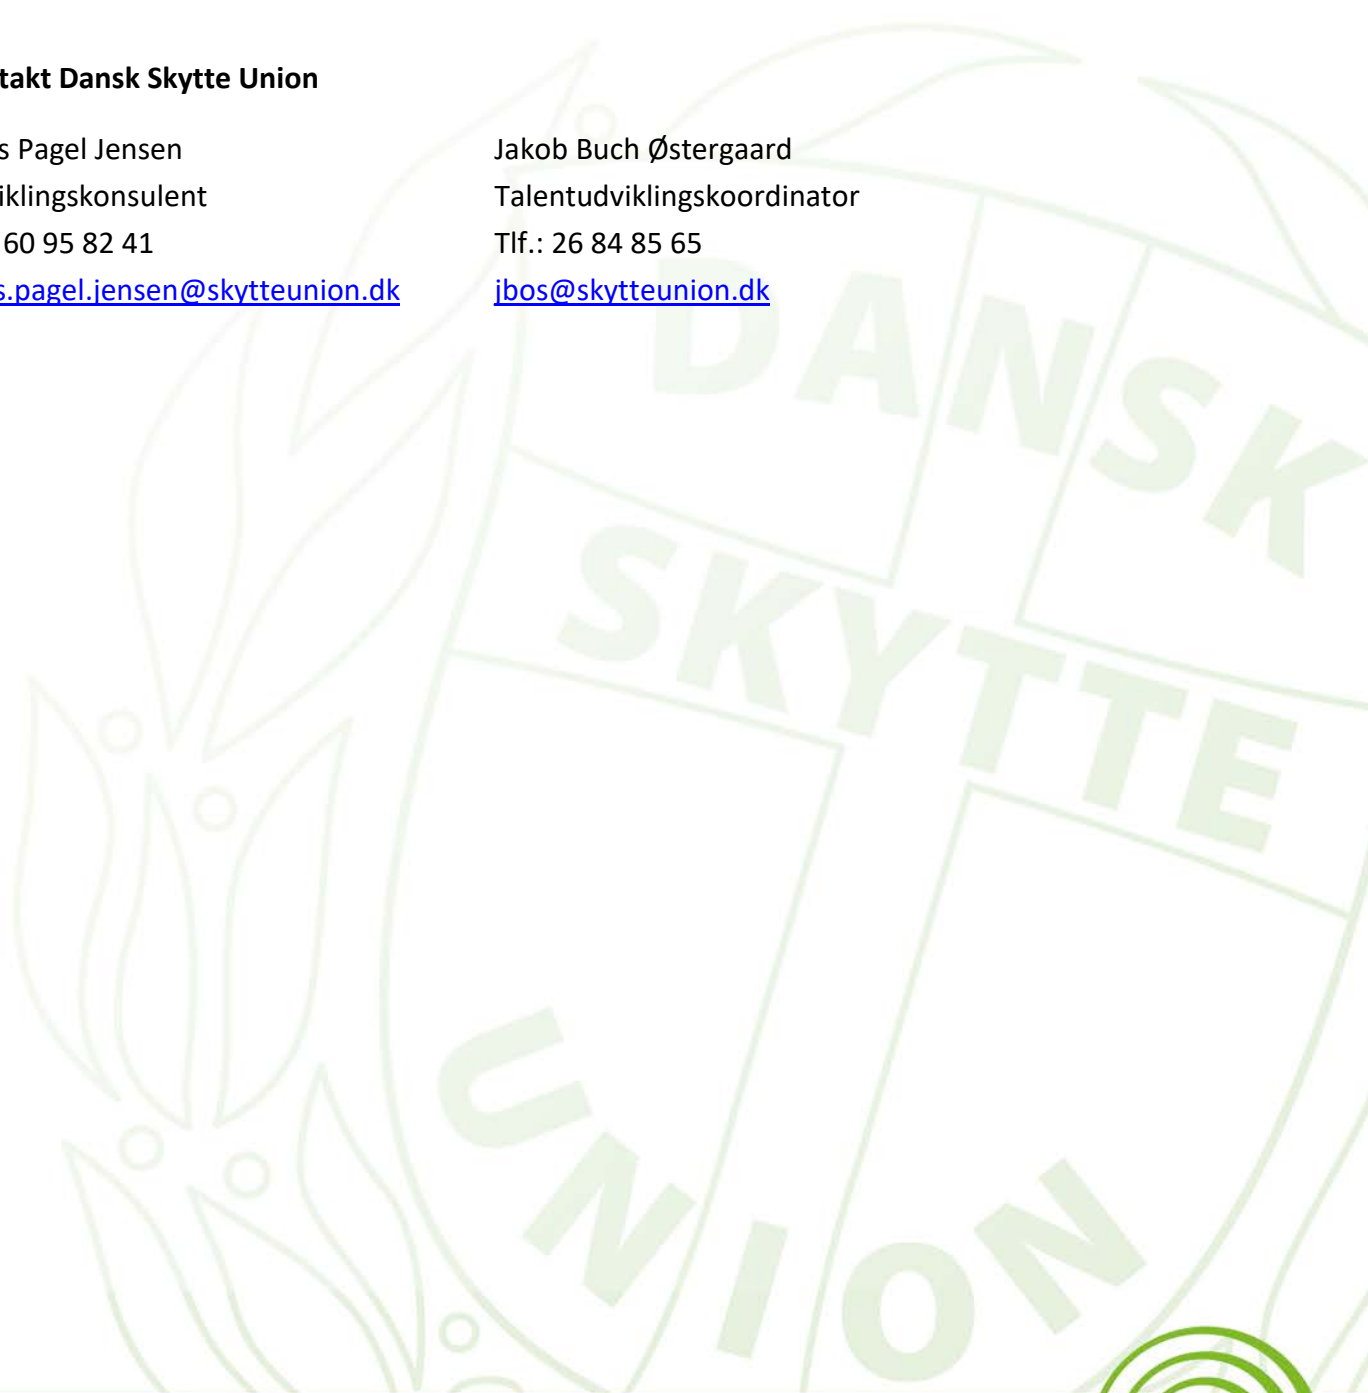 takt Dansk Skytte Union
s Pagel Jensen
iklingskonsulent
60 95 82 41
s.pagel.jensen@skytteunion.dk
Jakob Buch Østergaard
Talentudviklingskoordinator
Tlf.: 26 84 85 65
jbos@skytteunion.dk
DANSK
SKYTTE
UNION